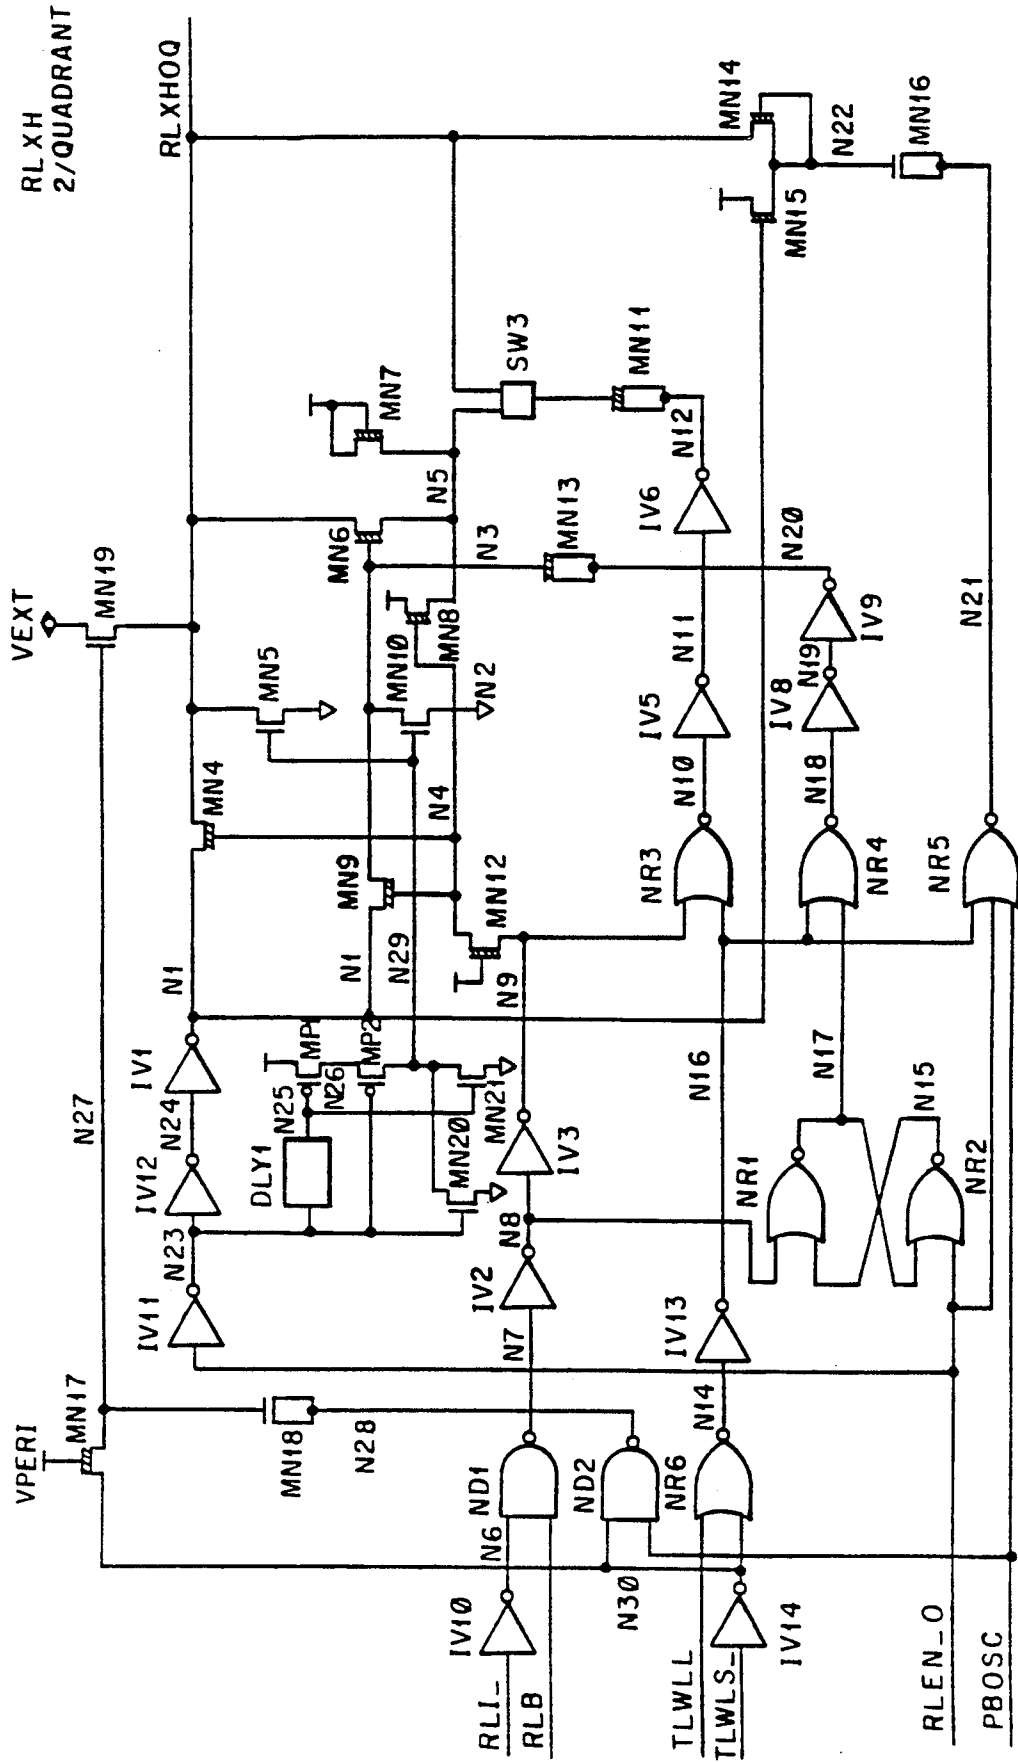 RLXH
2/QUADRANT
RLXHOQ
VEXT
MN19
N27
VPERI
MN17
N1
MN4
MN5
IV11
N23
IV12
N24
IV1
MN6
MN7
N25
MP1
N26
MP2
DLY1
MN20
MN21
N29
N1
MN9
MN10
N2
MN8
N3
N5
N4
MN12
N9
SW3
MN14
MN15
N22
MN16
MN18
N28
N7
IV2
N8
IV3
MN13
MN11
N12
IV6
N11
IV5
N10
NR3
N20
IV9
N19
IV8
N18
NR4
N21
NR5
N16
N17
N15
NR1
NR2
IV13
N14
NR6
ND2
ND1
N6
N30
IV10
IV14
RLI_
RLB
TLWLL
TLWLS_
RLEN_O
PBOSC